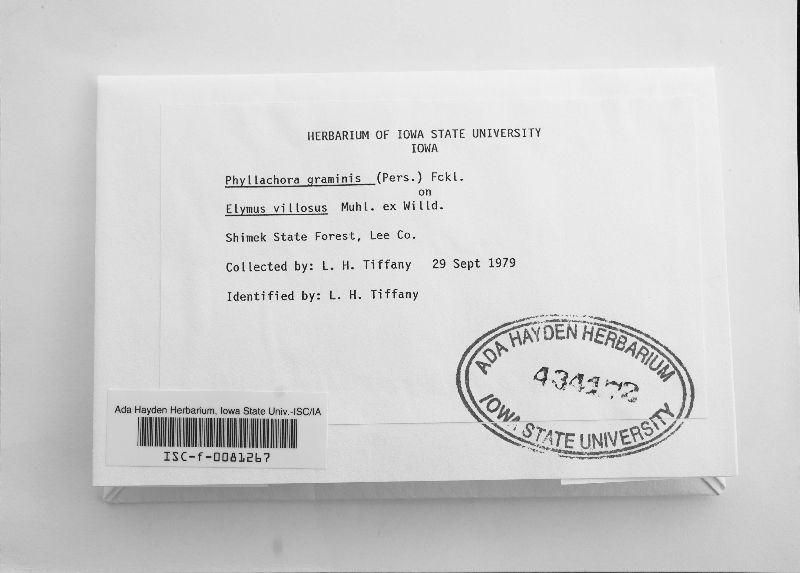 HERBARIUM OF IOWA STATE UNIVERSITY
IOWA
Phyllachora graminis (Pers.) Fckl.
on
Elymus villosus Muhl. ex Willd.
Shimek State Forest, Lee Co.
Collected by: L. H. Tiffany 29 Sept 1979
Identified by: L. H. Tiffany
ADA HAYDEN HERBARIUM
IOWA STATE UNIVERSITY
Ada Hayden Herbarium, Iowa State Univ.-ISC/IA
ISC-f-0081267